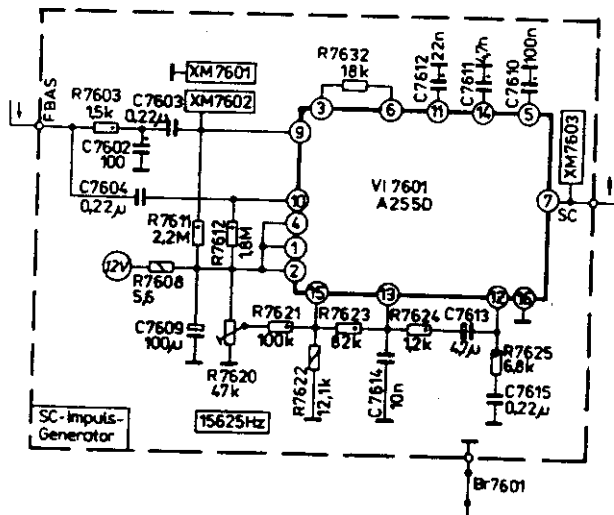 XM7601
XM7602
FBAS
R7603
1,5k
C7603
0,22µ
C7602
100
C7604
0,22µ
R7611
2,2M
R7612
1,8M
12V
R7608
5,6
C7609
100µ
R7620
47k
R7632
18k
C7612
22n
C7611
4,7n
C7610
100n
3
6
11
14
5
9
10
4
1
2
15
13
12
16
7
VI 7601
A255D
XM7603
SC
R7621
100k
R7623
82k
R7624
1,2k
C7613
4,7µ
R7622
12,1k
C7614
10n
R7625
6,8k
C7615
0,22µ
15625Hz
SC-Impuls-
Generator
Br7601